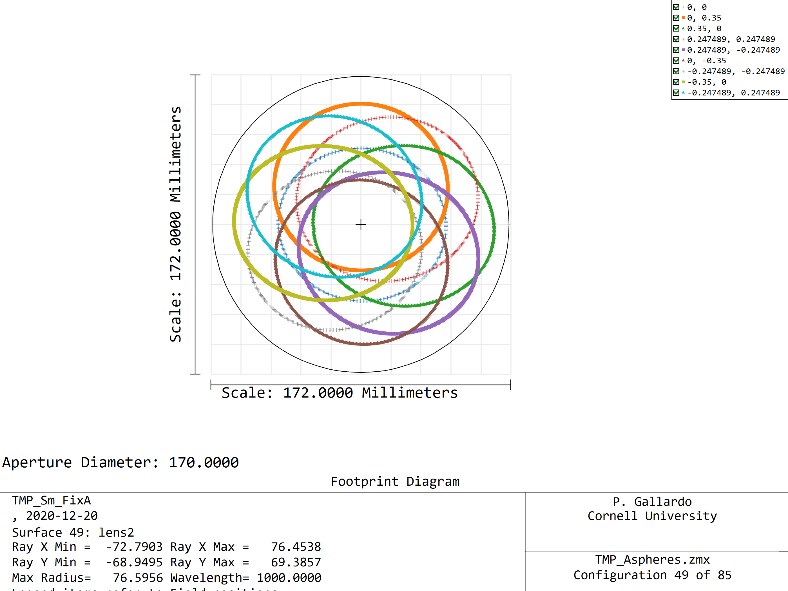 0, 0
0, 0.35
0.35, 0
0.247489, 0.247489
0.247489, -0.247489
0, -0.35
-0.247489, -0.247489
-0.35, 0
-0.247489, 0.247489
Scale: 172.0000 Millimeters
Scale: 172.0000 Millimeters
Aperture Diameter: 170.0000
Footprint Diagram
TMP_Sm_FixA
, 2020-12-20
Surface 49: lens2
Ray X Min = -72.7903 Ray X Max = 76.4538
Ray Y Min = -68.9495 Ray Y Max = 69.3857
Max Radius= 76.5956 Wavelength= 1000.0000
P. Gallardo
Cornell University
TMP_Aspheres.zmx
Configuration 49 of 85